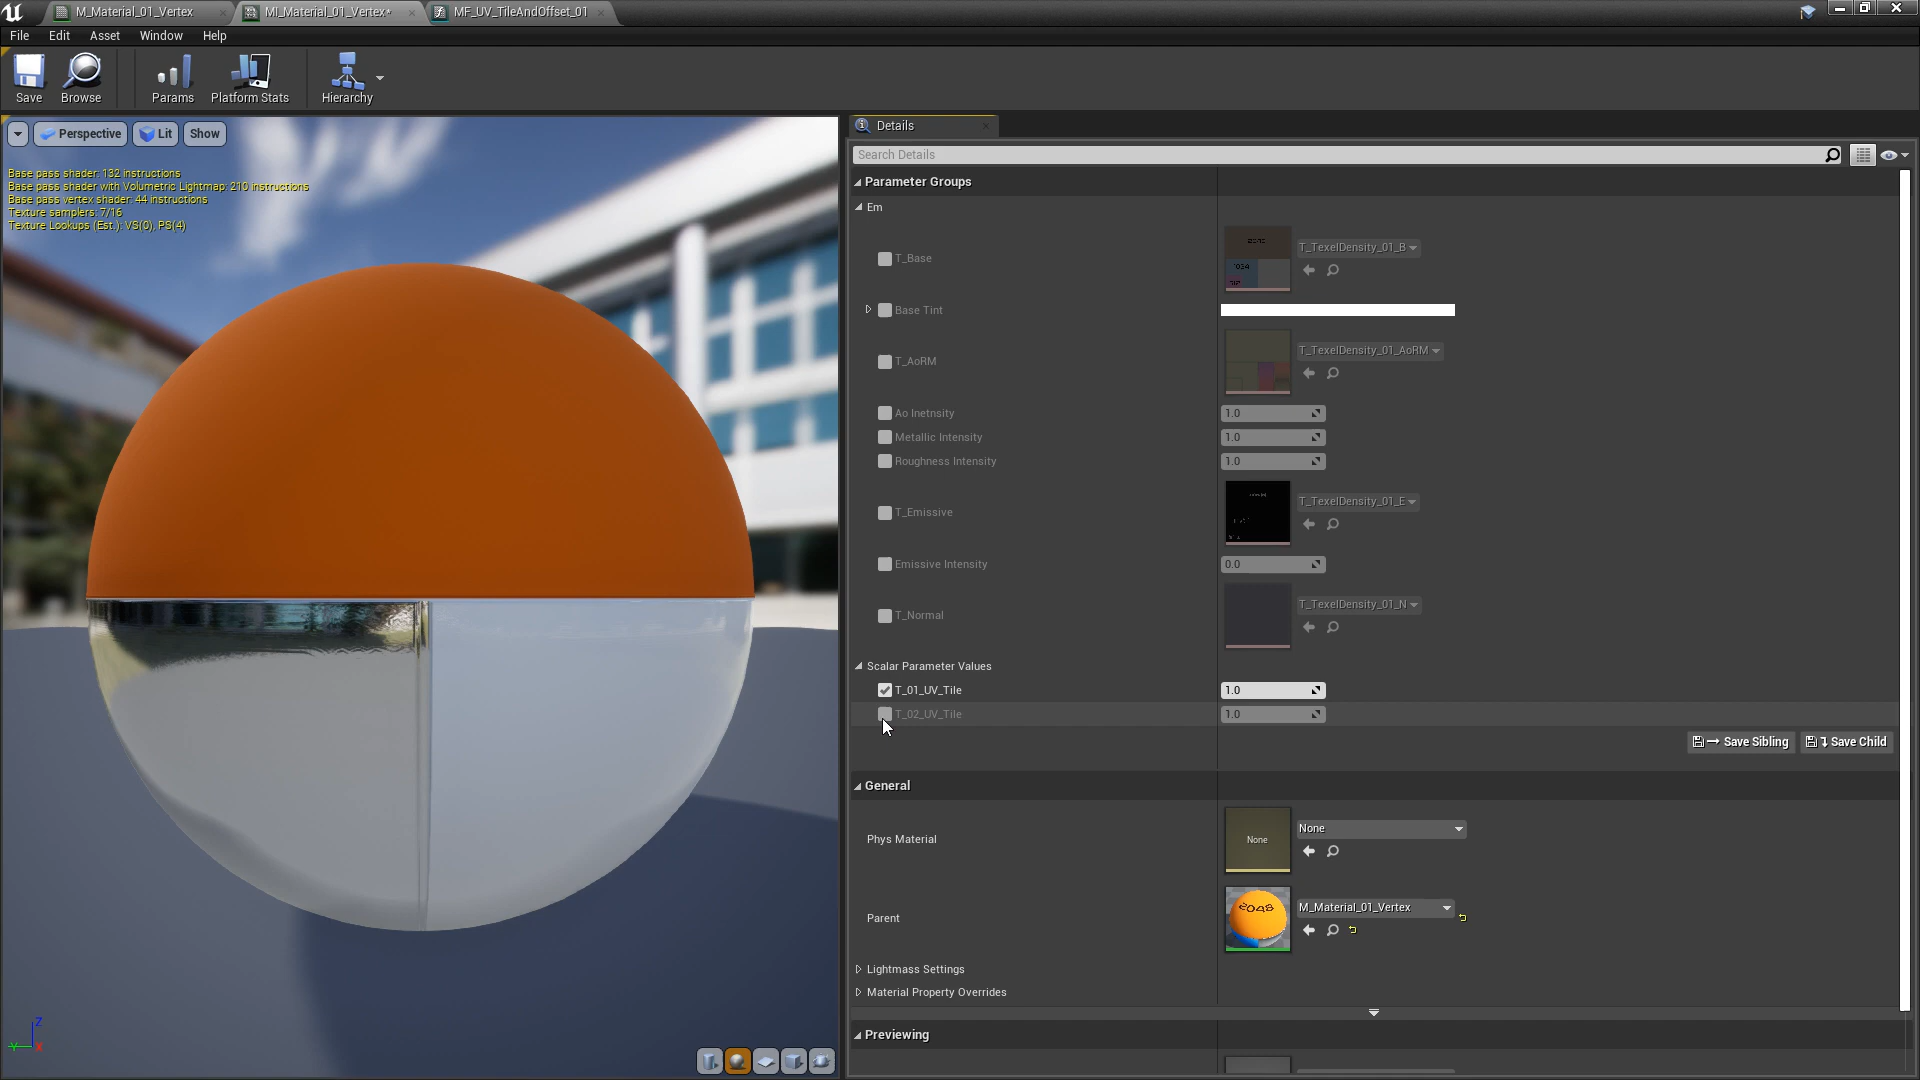 M_Material_01_Vertex
MI_Material_01_Vertex*
MF_UV_TileAndOffset_01
File Edit Asset Window Help
Save Browse Params Platform Stats Hierarchy
Perspective Lit Show
Base pass shader: 132 instructions
Base pass shader with Volumetric Lightmap: 210 instructions
Base pass vertex shader: 44 instructions
Texture samplers: 7/16
Texture Lookups (Est.): VS(0), PS(4)
Z
Y
X
Details
Search Details
Parameter Groups
Em
T_Base
T_TexelDensity_01_B
1024
Base Tint
T_AoRM
T_TexelDensity_01_AoRM
Ao Inetnsity 1.0
Metallic Intensity 1.0
Roughness Intensity 1.0
T_Emissive
T_TexelDensity_01_E
Emissive Intensity 0.0
T_Normal
T_TexelDensity_01_N
Scalar Parameter Values
T_01_UV_Tile 1.0
T_02_UV_Tile 1.0
Save Sibling Save Child
General
Phys Material None None
Parent 2048 M_Material_01_Vertex
Lightmass Settings
Material Property Overrides
Previewing